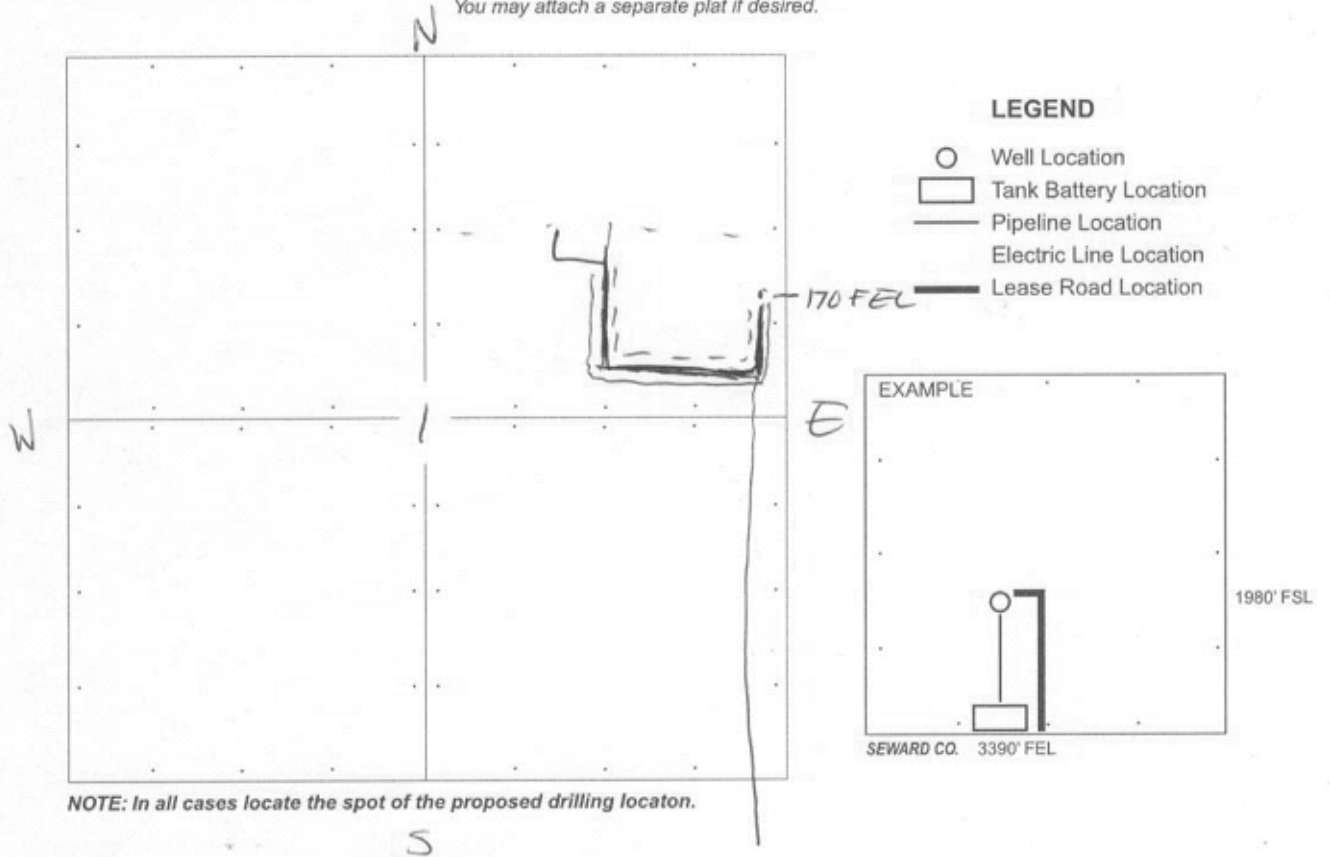 You may attach a separate plat if desired.
N
LEGEND
Well Location
Tank Battery Location
Pipeline Location
Electric Line Location
Lease Road Location
170 FEL
EXAMPLE
W
1
E
1980' FSL
SEWARD CO. 3390' FEL
NOTE: In all cases locate the spot of the proposed drilling locaton.
S